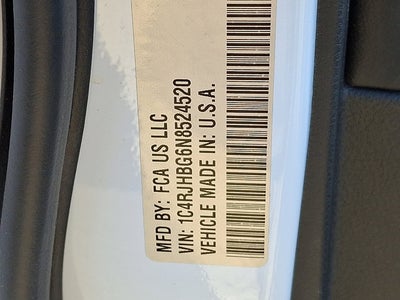 MFD BY: FCA US LLC
VIN: 1C4RJHBG6N8524520
VEHICLE MADE IN: U.S.A.